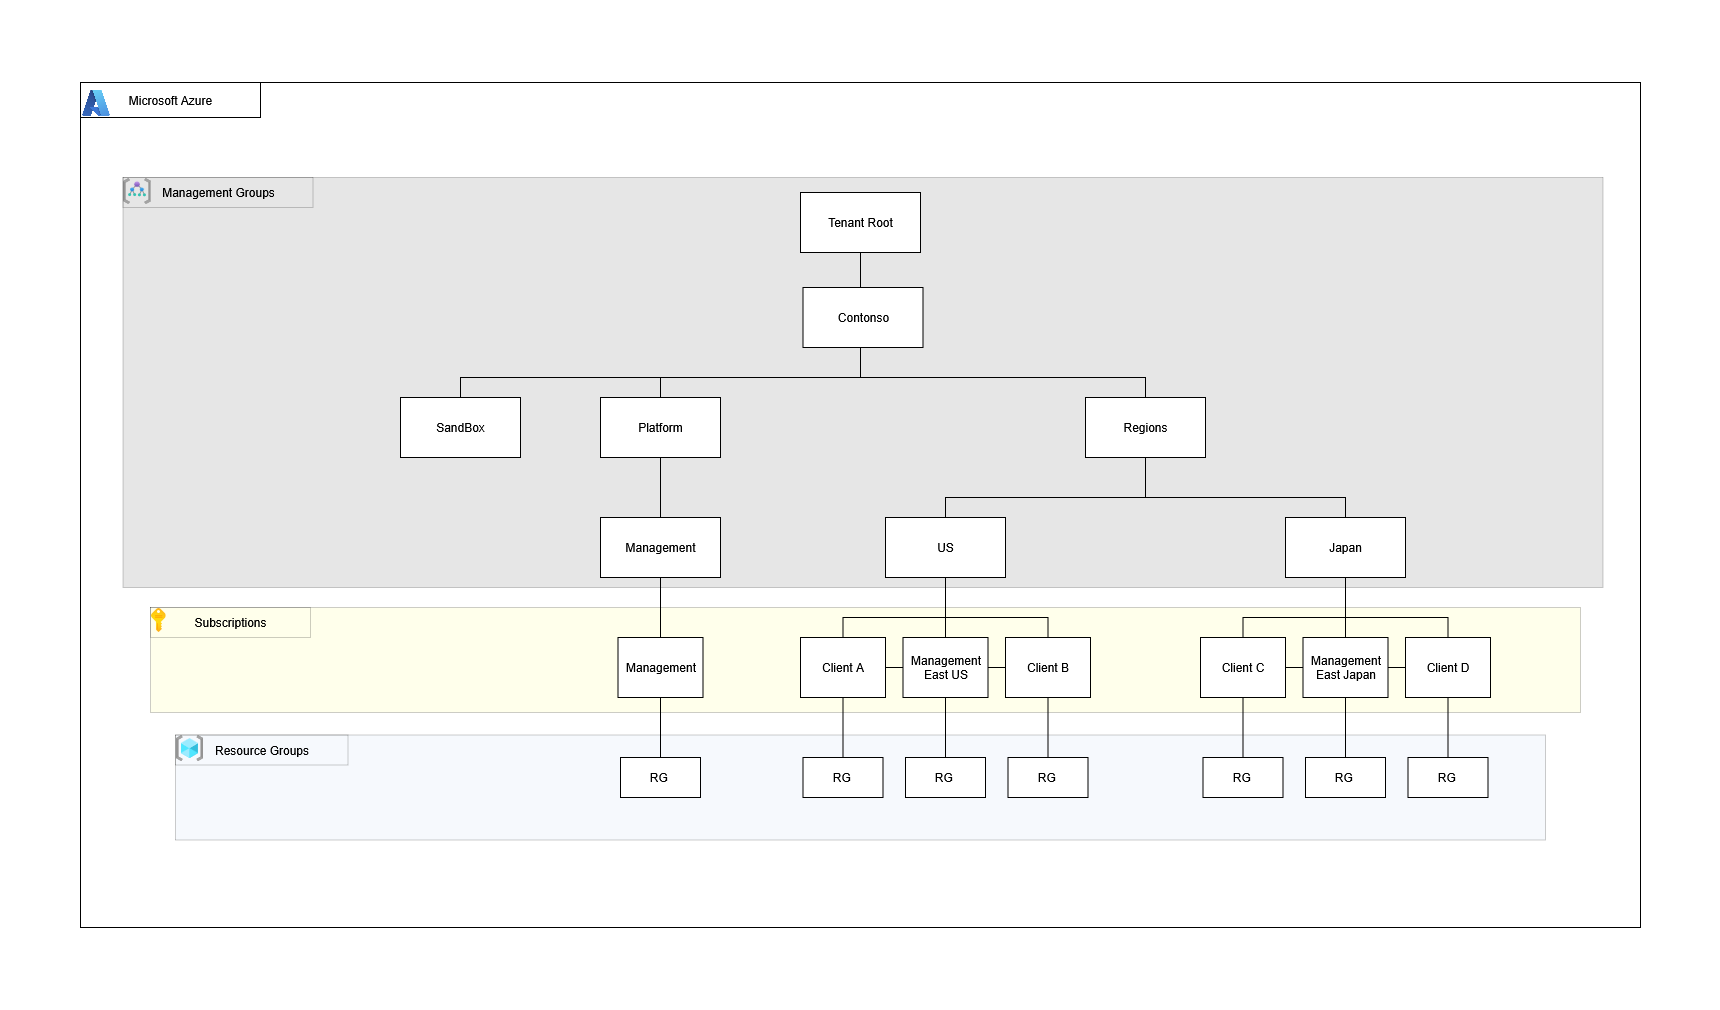 Microsoft Azure
Management Groups
Tenant Root
Contonso
SandBox
Platform
Regions
Management
US
Japan
Subscriptions
Management
Client A
Management
East US
Client B
Client C
Management
East Japan
Client D
Resource Groups
RG
RG
RG
RG
RG
RG
RG